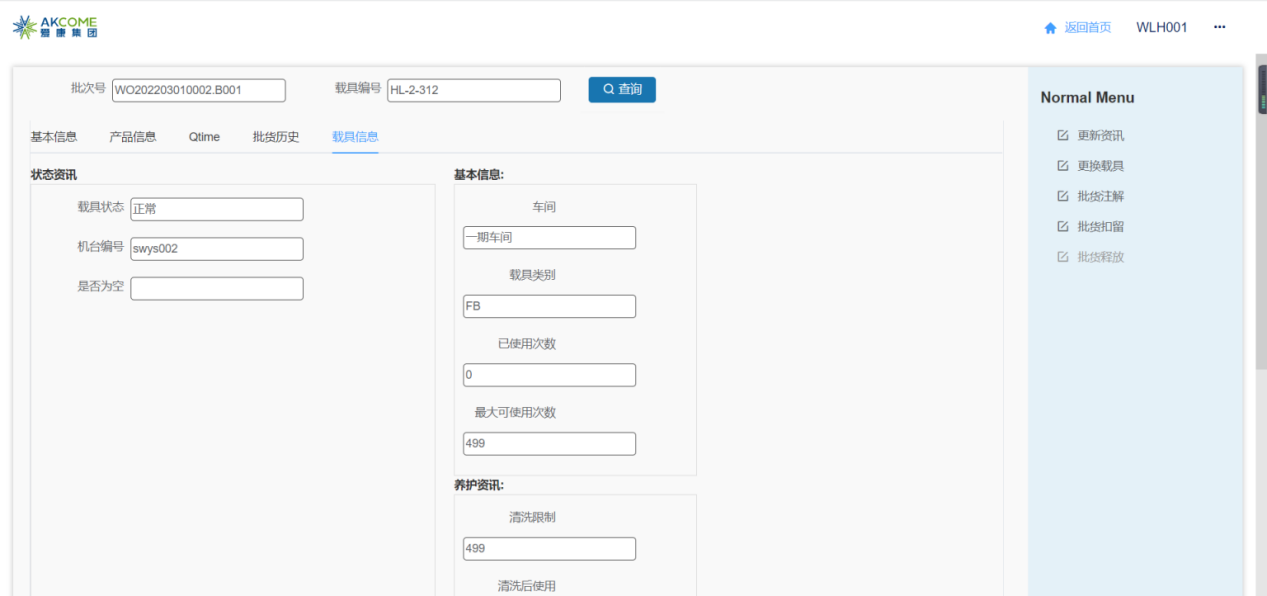 AKCOME
爱康集团
返回首页 WLH001 ···
批次号 WO202203010002.B001 载具编号 HL-2-312 查询
基本信息 产品信息 Qtime 批货历史 载具信息
状态资讯
载具状态 正常
机台编号 swys002
是否为空
基本信息:
车间
一期车间
载具类别
FB
已使用次数
0
最大可使用次数
499
养护资讯:
清洗限制
499
清洗后使用
Normal Menu
更新资讯
更换载具
批货注解
批货扣留
批货释放